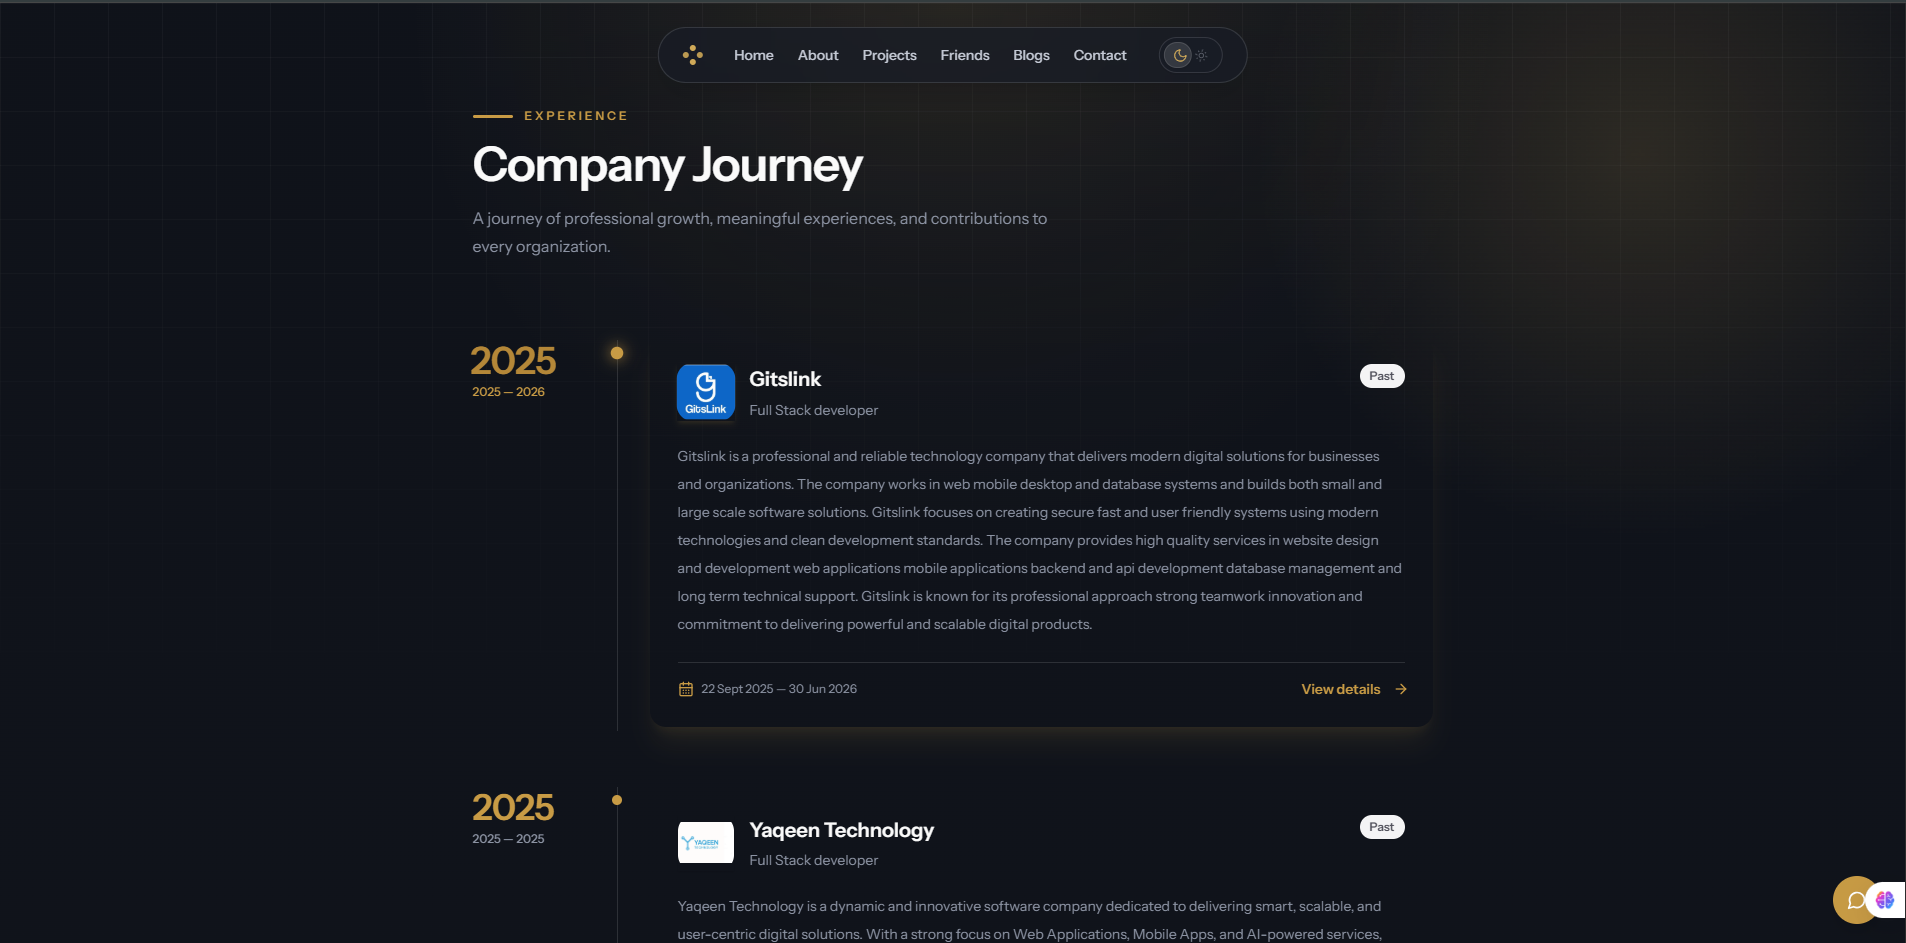 Home About Projects Friends Blogs Contact
EXPERIENCE
Company Journey
A journey of professional growth, meaningful experiences, and contributions to
every organization.
2025
2025 — 2026
GitsLink
Gitslink
Full Stack developer
Past
Gitslink is a professional and reliable technology company that delivers modern digital solutions for businesses
and organizations. The company works in web mobile desktop and database systems and builds both small and
large scale software solutions. Gitslink focuses on creating secure fast and user friendly systems using modern
technologies and clean development standards. The company provides high quality services in website design
and development web applications mobile applications backend and api development database management and
long term technical support. Gitslink is known for its professional approach strong teamwork innovation and
commitment to delivering powerful and scalable digital products.
22 Sept 2025 — 30 Jun 2026
View details
2025
2025 — 2025
YAQEEN
Yaqeen Technology
Full Stack developer
Past
Yaqeen Technology is a dynamic and innovative software company dedicated to delivering smart, scalable, and
user-centric digital solutions. With a strong focus on Web Applications, Mobile Apps, and AI-powered services,